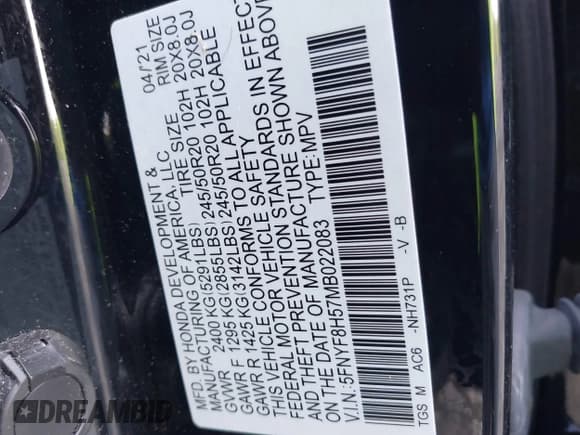 MFD. BY HONDA DEVELOPMENT & 04/21
MANUFACTURING OF AMERICA, LLC. TIRE SIZE RIM SIZE
GVWR 2400 KG(5291LBS) 245/50R20 102H 20X8.0J
GAWR F 1295 KG(2855LBS) 245/50R20 102H 20X8.0J
GAWR R 1425 KG(3142LBS)
THIS VEHICLE CONFORMS TO ALL APPLICABLE
FEDERAL MOTOR VEHICLE SAFETY
AND THEFT PREVENTION STANDARDS IN EFFECT ON THE
DATE OF MANUFACTURE SHOWN ABOVE.
V.I.N.:5FNYF8H57MB022083 TYPE:MPV
TGS M AC6 -NH731P -V -B
DREAMBID